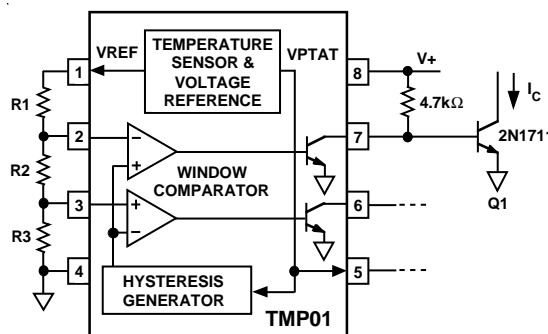 VREF
TEMPERATURE
SENSOR &
VOLTAGE
REFERENCE
VPTAT
V+
1
8
R1
4.7kΩ
IC
2
7
2N1711
R2
WINDOW
COMPARATOR
Q1
3
6
R3
4
5
HYSTERESIS
GENERATOR
TMP01